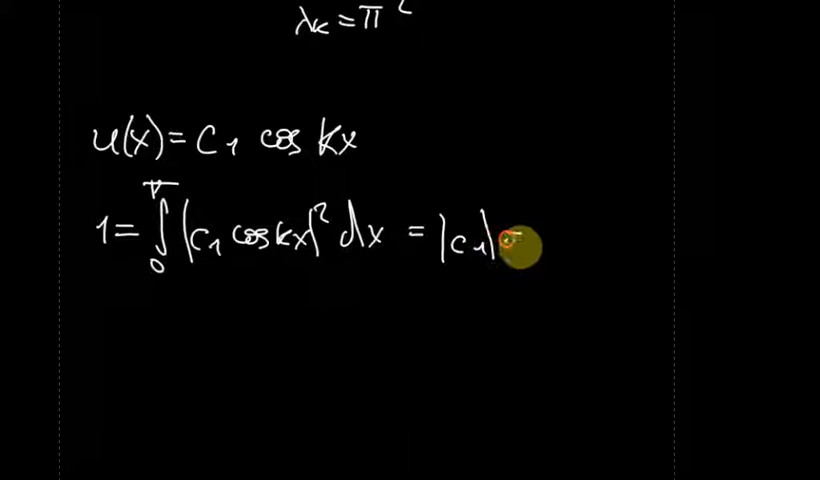 λₖ = π²
u(x) = c₁ cos kx
1 = ∫₀^π |c₁ cos kx|² dx = |c₁|